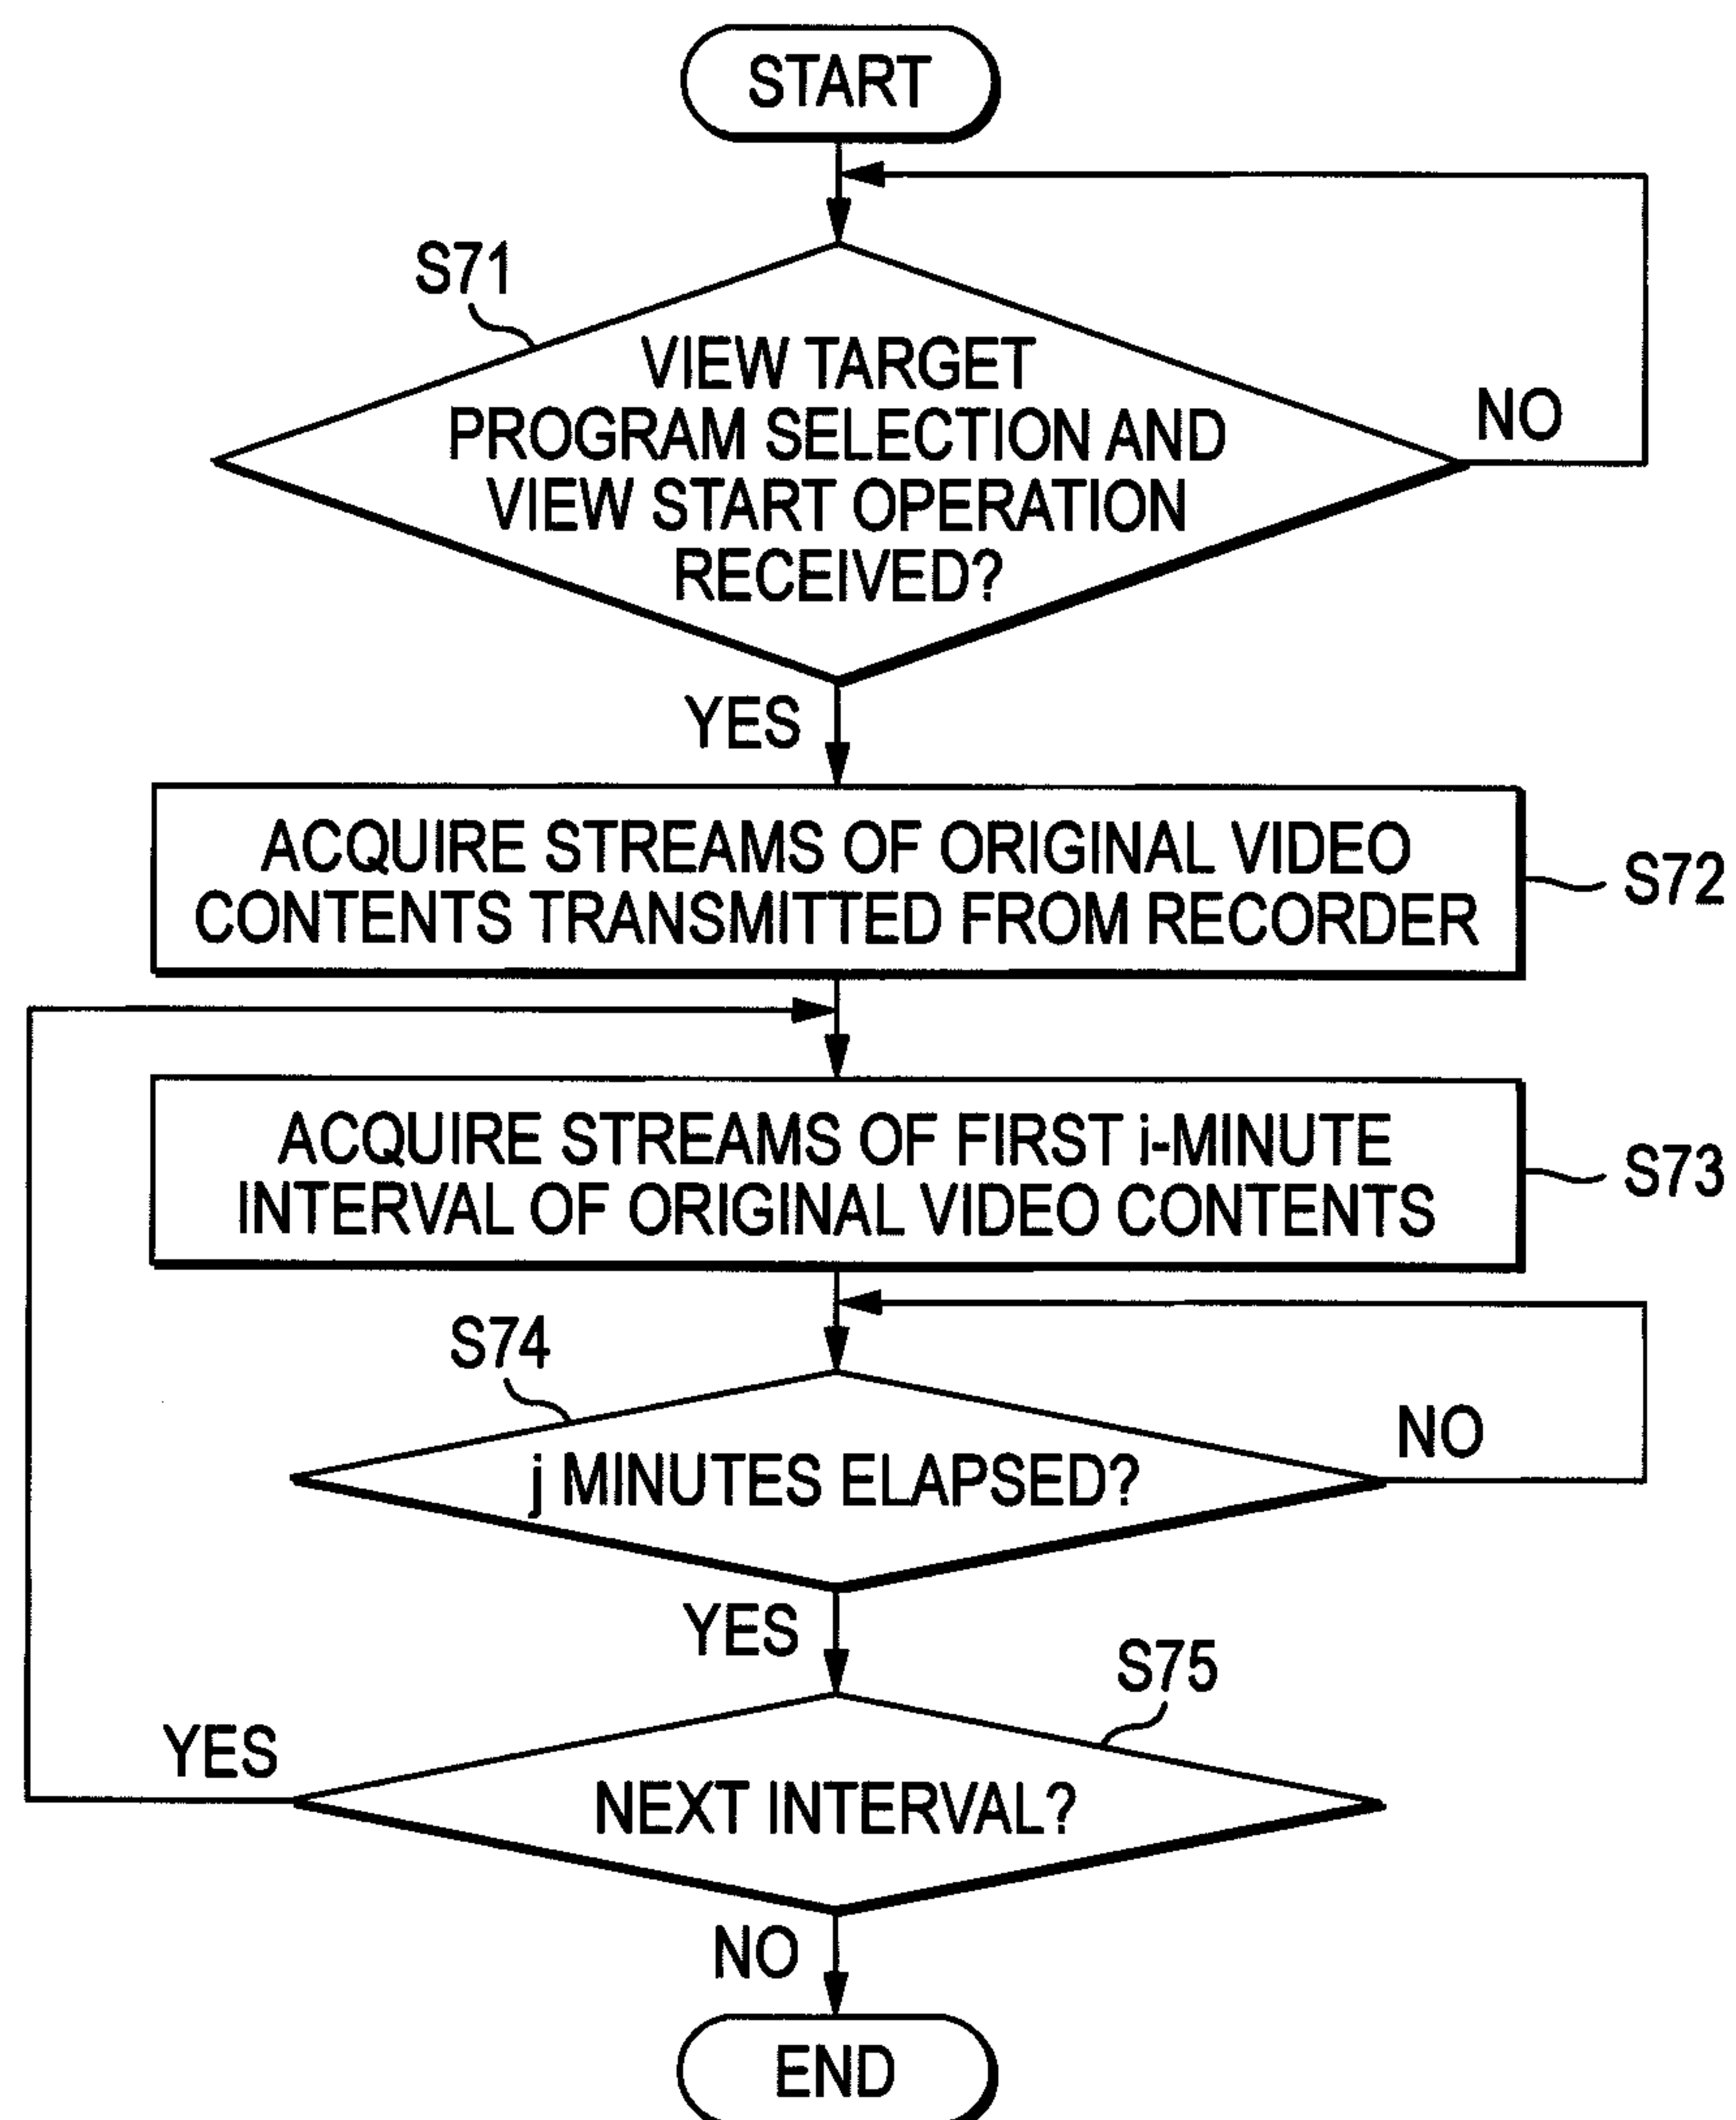 START
S71
VIEW TARGET
PROGRAM SELECTION AND
VIEW START OPERATION
RECEIVED?
NO
YES
ACQUIRE STREAMS OF ORIGINAL VIDEO
CONTENTS TRANSMITTED FROM RECORDER
S72
ACQUIRE STREAMS OF FIRST i-MINUTE
INTERVAL OF ORIGINAL VIDEO CONTENTS
S73
S74
j MINUTES ELAPSED?
NO
YES
S75
YES
NEXT INTERVAL?
NO
END